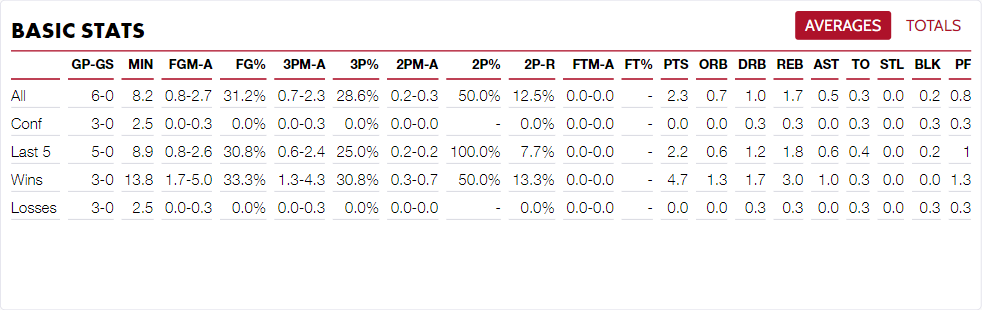 BASIC STATS AVERAGES TOTALS
GP-GS MIN FGM-A FG% 3PM-A 3P% 2PM-A 2P% 2P-R FTM-A FT% PTS ORB DRB REB AST TO STL BLK PF
All 6-0 8.2 0.8-2.7 31.2% 0.7-2.3 28.6% 0.2-0.3 50.0% 12.5% 0.0-0.0 - 2.3 0.7 1.0 1.7 0.5 0.3 0.0 0.2 0.8
Conf 3-0 2.5 0.0-0.3 0.0% 0.0-0.3 0.0% 0.0-0.0 - 0.0% 0.0-0.0 - 0.0 0.0 0.3 0.3 0.0 0.3 0.0 0.3 0.3
Last 5 5-0 8.9 0.8-2.6 30.8% 0.6-2.4 25.0% 0.2-0.2 100.0% 7.7% 0.0-0.0 - 2.2 0.6 1.2 1.8 0.6 0.4 0.0 0.2 1
Wins 3-0 13.8 1.7-5.0 33.3% 1.3-4.3 30.8% 0.3-0.7 50.0% 13.3% 0.0-0.0 - 4.7 1.3 1.7 3.0 1.0 0.3 0.0 0.0 1.3
Losses 3-0 2.5 0.0-0.3 0.0% 0.0-0.3 0.0% 0.0-0.0 - 0.0% 0.0-0.0 - 0.0 0.0 0.3 0.3 0.0 0.3 0.0 0.3 0.3